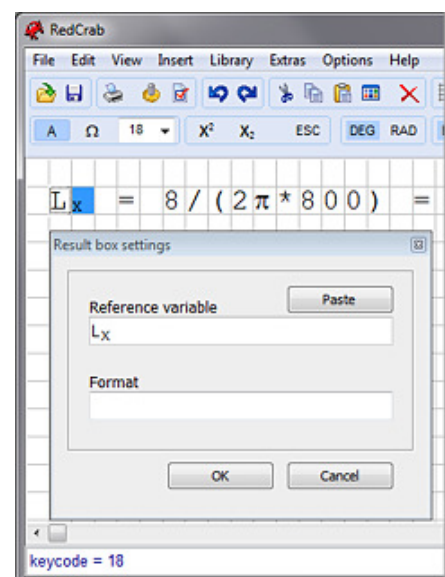 RedCrab
File Edit View Insert Library Extras Options Help
A Ω 18 X² X₂ ESC DEG RAD
Lₓ = 8/(2π*800) =
Result box settings
Reference variable Paste
Lₓ
Format
OK Cancel
keycode = 18